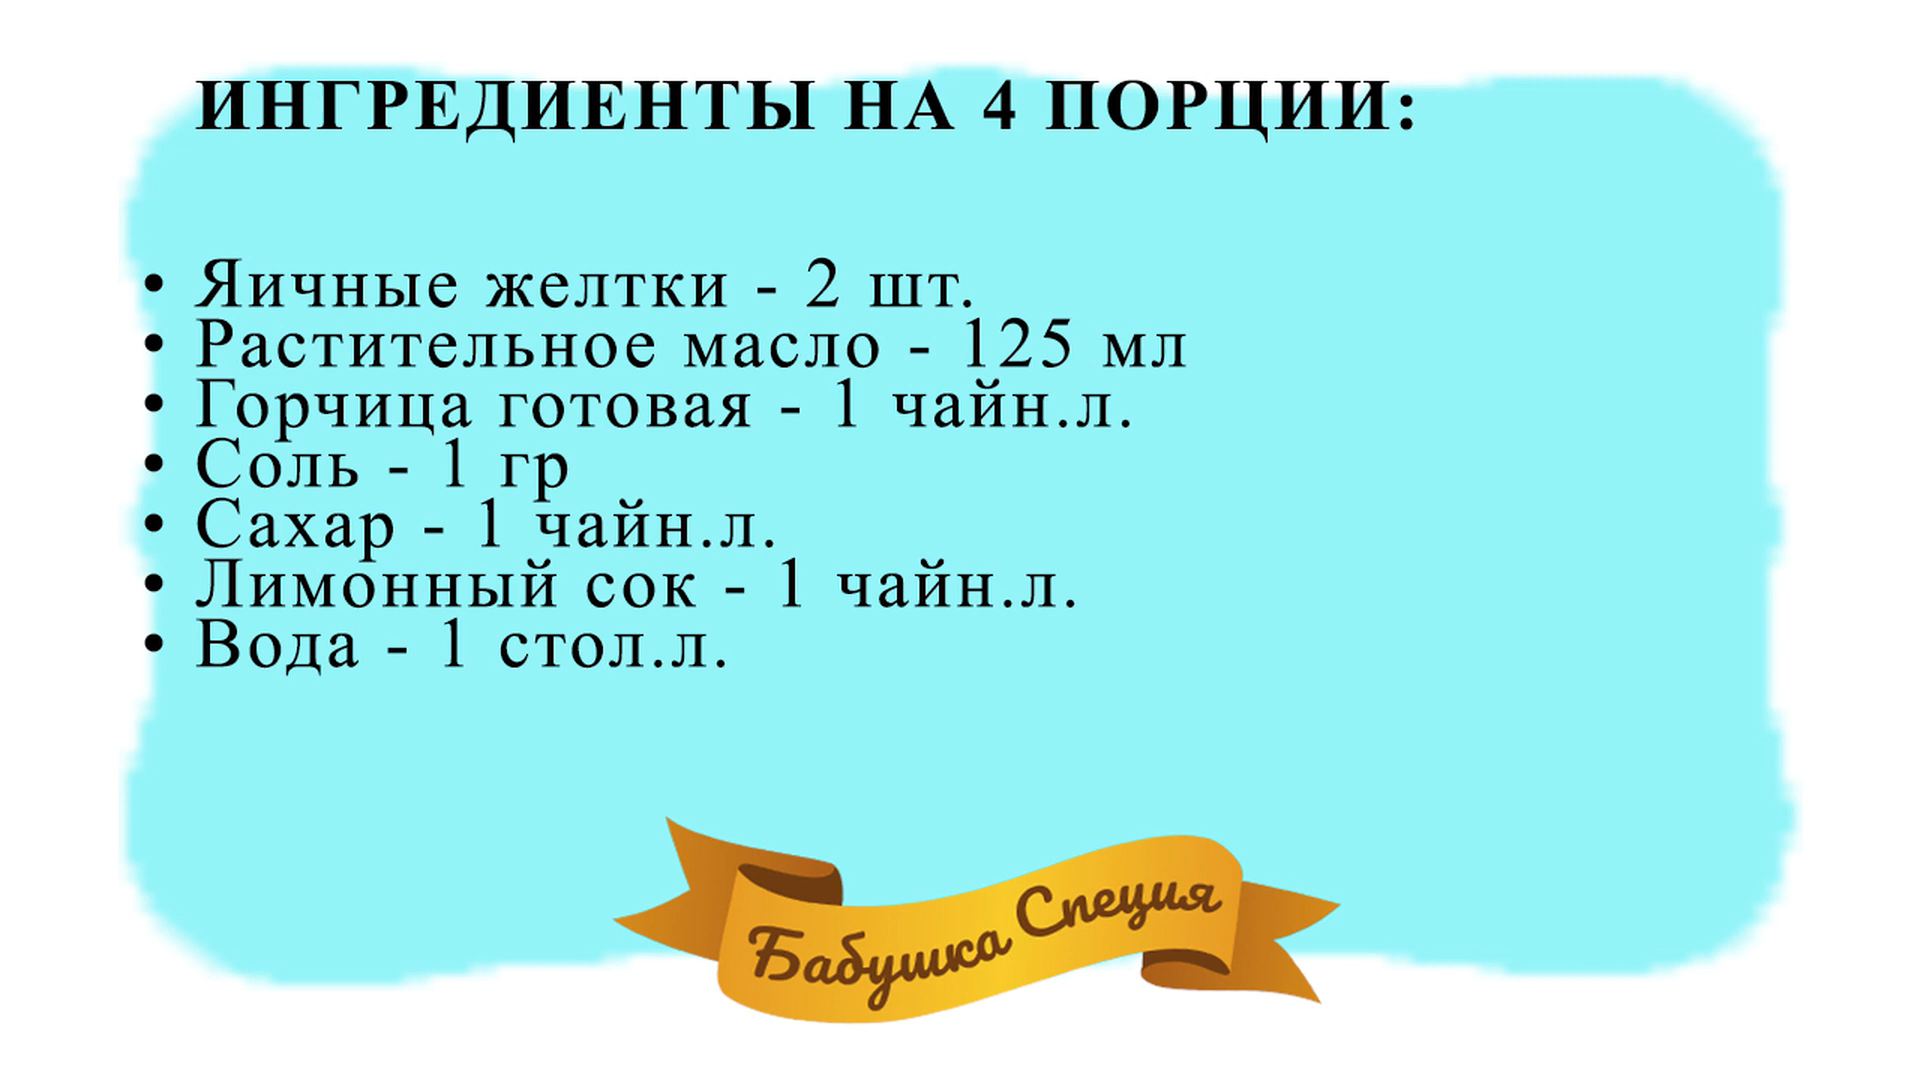 ИНГРЕДИЕНТЫ НА 4 ПОРЦИИ:
• Яичные желтки - 2 шт.
• Растительное масло - 125 мл
• Горчица готовая - 1 чайн.л.
• Соль - 1 гр
• Сахар - 1 чайн.л.
• Лимонный сок - 1 чайн.л.
• Вода - 1 стол.л.
Бабушка Специя